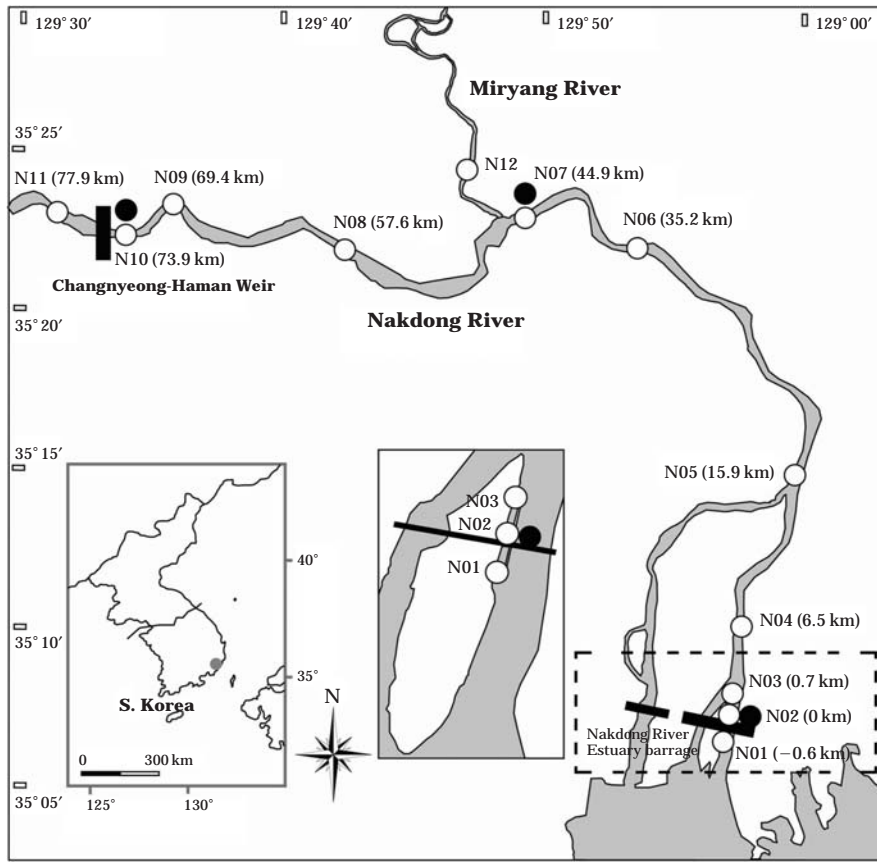 129° 30′
129° 40′
129° 50′
129° 00′
Miryang River
35° 25′
N12
N07 (44.9 km)
N11 (77.9 km)
N09 (69.4 km)
N08 (57.6 km)
N06 (35.2 km)
N10 (73.9 km)
Changnyeong-Haman Weir
35° 20′
Nakdong River
35° 15′
N05 (15.9 km)
N03
N02
N01
40°
35° 10′
N04 (6.5 km)
35°
S. Korea
N
N03 (0.7 km)
N02 (0 km)
Nakdong River
Estuary barrage
N01 (−0.6 km)
0 300 km
35° 05′
125° 130°